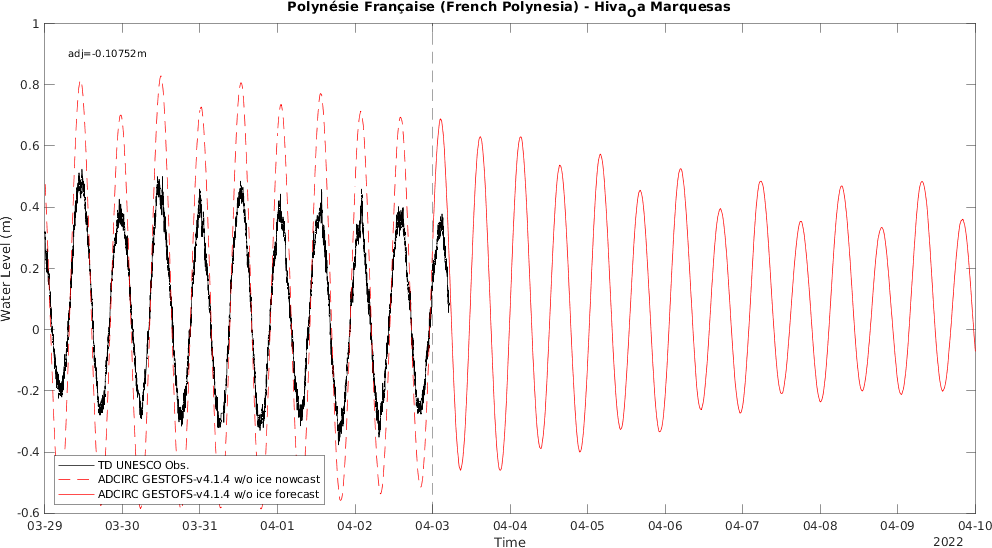 Polynésie Française (French Polynesia) - Hiva_Oa Marquesas
adj=-0.10752m
1
0.8
0.6
0.4
0.2
0
-0.2
-0.4
-0.6
Water Level (m)
TD UNESCO Obs.
ADCIRC GESTOFS-v4.1.4 w/o ice nowcast
ADCIRC GESTOFS-v4.1.4 w/o ice forecast
03-29 03-30 03-31 04-01 04-02 04-03 04-04 04-05 04-06 04-07 04-08 04-09 04-10
Time
2022